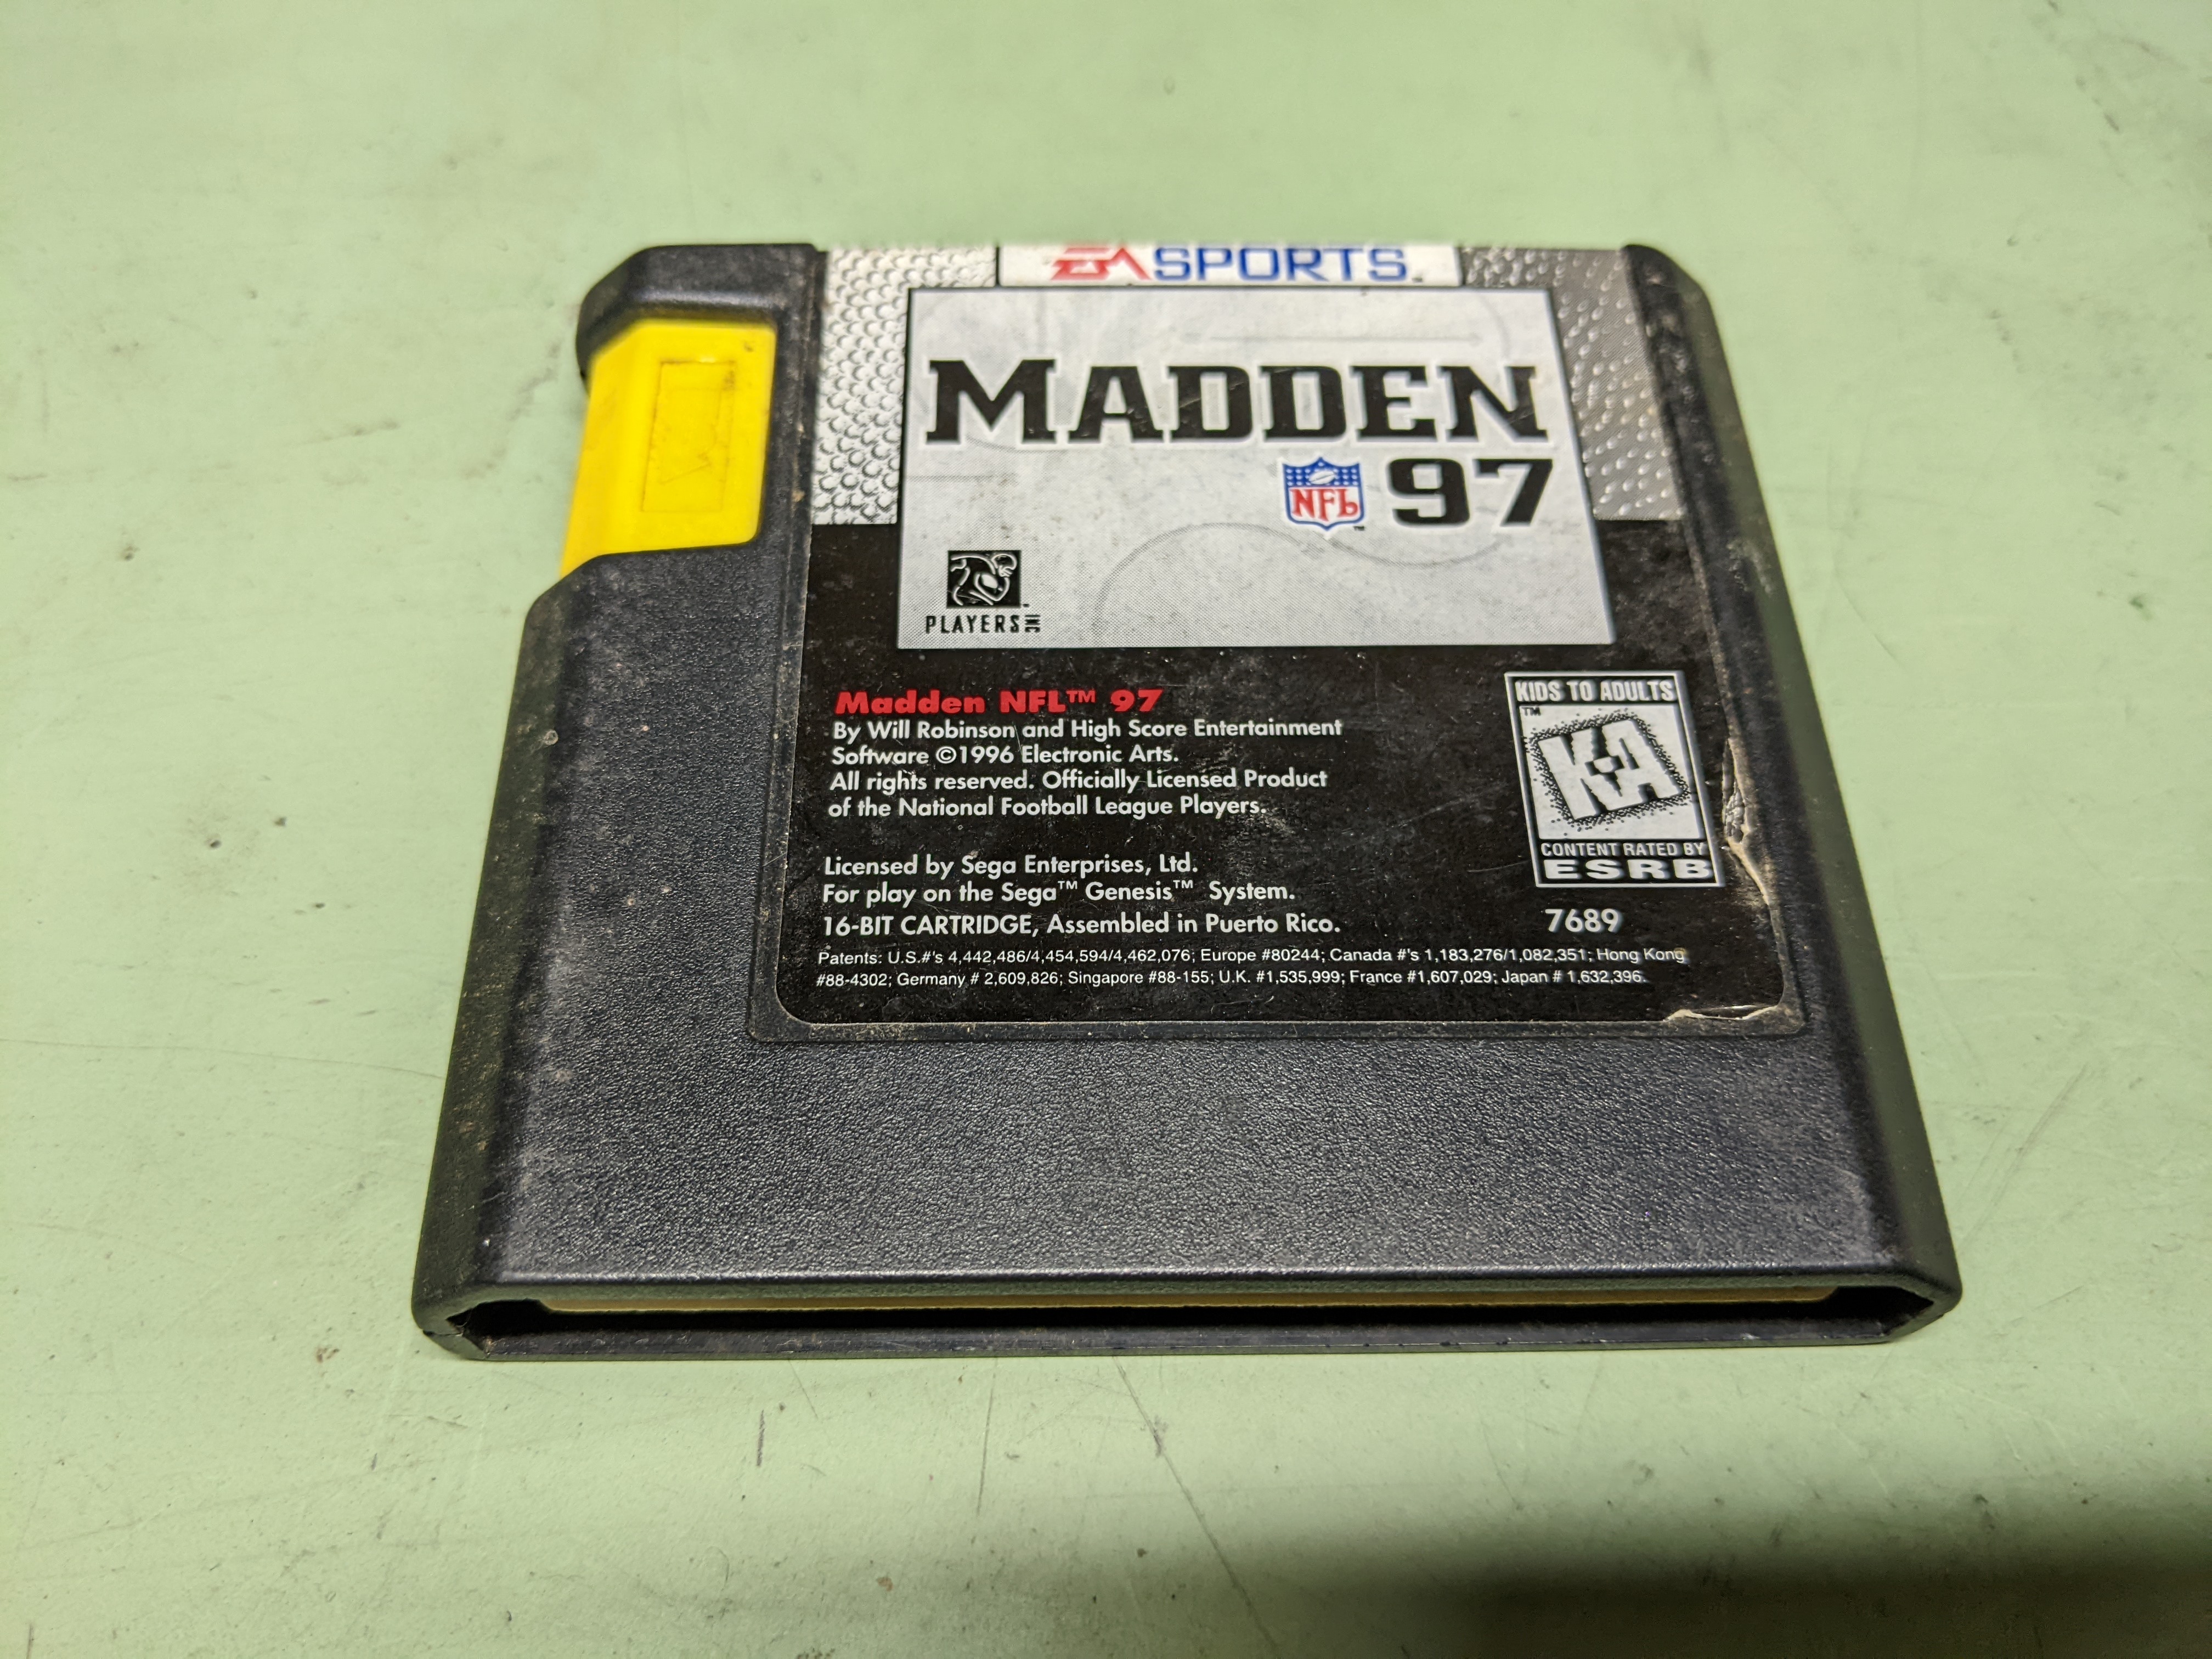 EA SPORTS™
MADDEN
NFL™ 97
PLAYERS INC
Madden NFL™ 97
By Will Robinson and High Score Entertainment
Software ©1996 Electronic Arts.
All rights reserved. Officially Licensed Product
of the National Football League Players.
KIDS TO ADULTS
™
K-A
CONTENT RATED BY
ESRB
Licensed by Sega Enterprises, Ltd.
For play on the Sega™ Genesis™ System.
16-BIT CARTRIDGE, Assembled in Puerto Rico.
7689
Patents: U.S.#'s 4,442,486/4,454,594/4,462,076; Europe #80244; Canada #'s 1,183,276/1,082,351; Hong Kong
#88-4302; Germany # 2,609,826; Singapore #88-155; U.K. #1,535,999; France #1,607,029; Japan # 1,632,396.